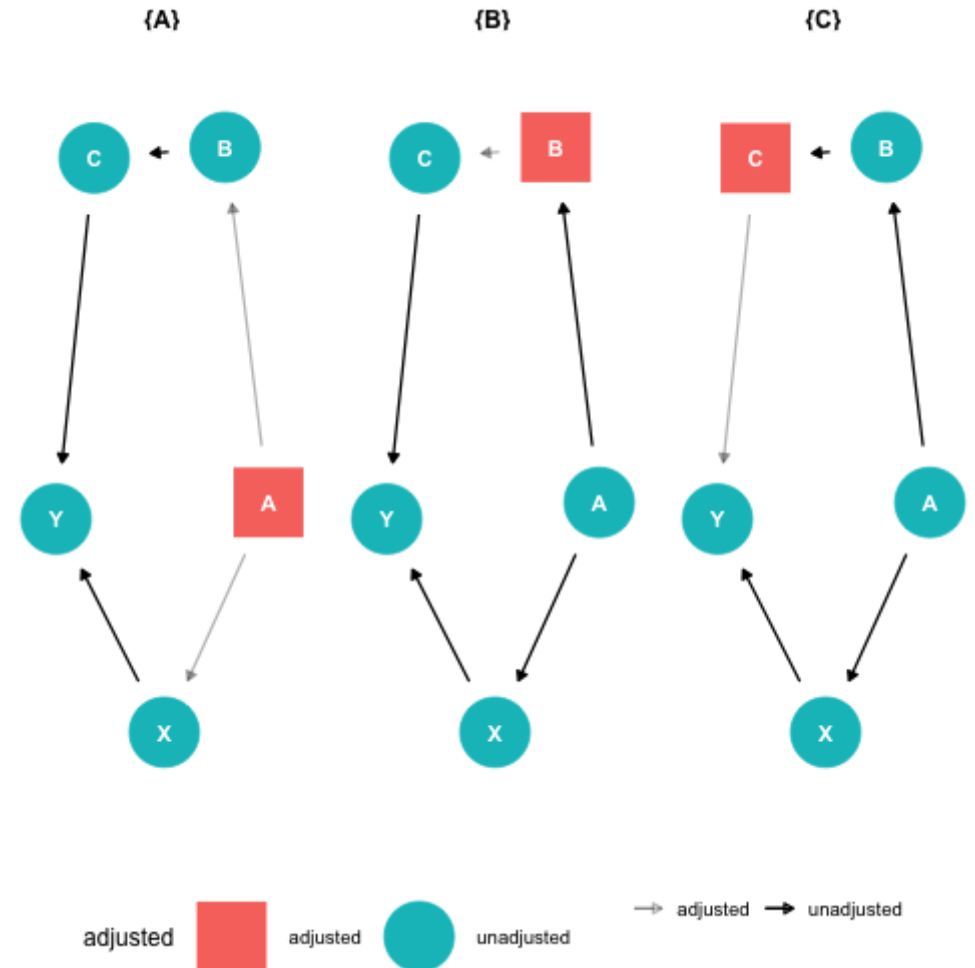 {A} {B} {C}
C B C B C B
Y A Y A Y A
X X X
adjusted adjusted unadjusted adjusted unadjusted